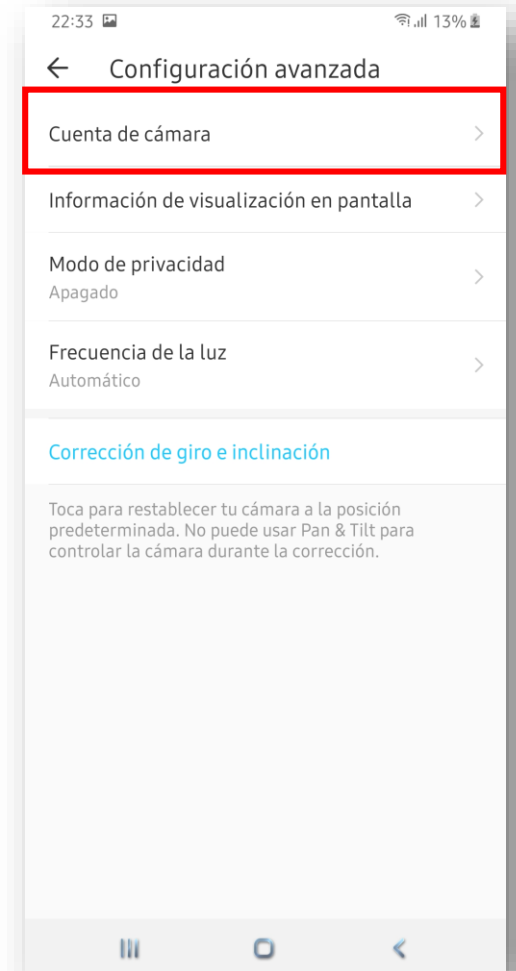 22:33 13%
Configuración avanzada
Cuenta de cámara
Información de visualización en pantalla
Modo de privacidad
Apagado
Frecuencia de la luz
Automático
Corrección de giro e inclinación
Toca para restablecer tu cámara a la posición
predeterminada. No puede usar Pan & Tilt para
controlar la cámara durante la corrección.